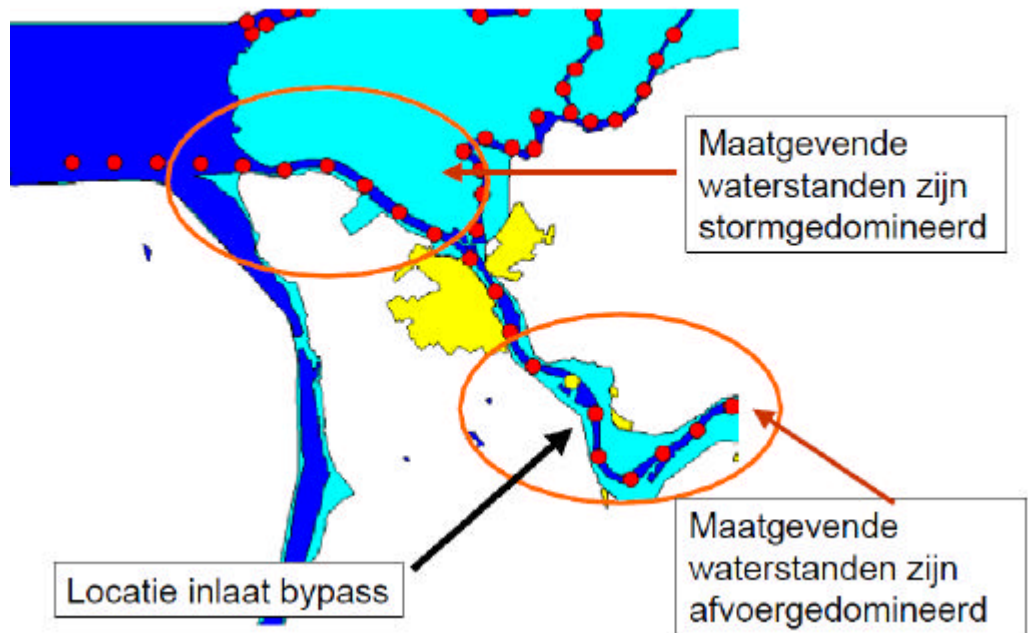 Maatgevende
waterstanden zijn
stormgedomineerd
Locatie inlaat bypass
Maatgevende
waterstanden zijn
afvoergedomineerd